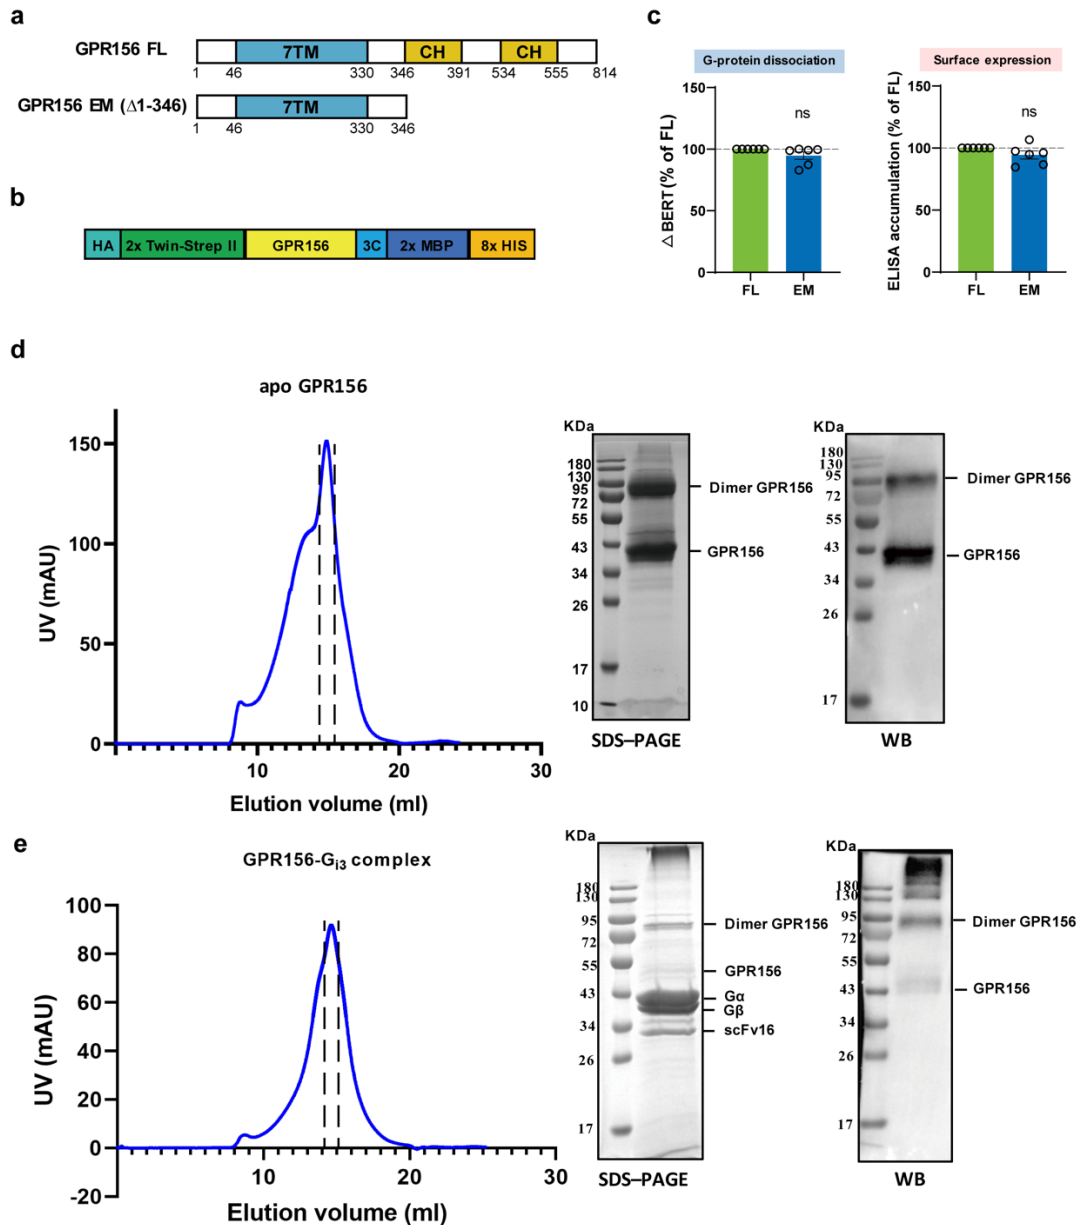 a
GPR156 FL
7TM
CH
CH
1 46 330 346 391 534 555 814
GPR156 EM (Δ1-346)
7TM
1 46 330 346
b
HA 2x Twin-Strep II GPR156 3C 2x MBP 8x HIS
c
G-protein dissociation
ns
△BERT (% of FL)
150
100
50
0
FL EM
Surface expression
ns
ELISA accumulation (% of FL)
150
100
50
0
FL EM
d
apo GPR156
UV (mAU)
150
100
50
0
10 20 30
Elution volume (ml)
KDa
180
130
95
72
55
43
34
26
17
10
Dimer GPR156
GPR156
SDS–PAGE
KDa
180
130
95
72
55
43
34
26
17
Dimer GPR156
GPR156
WB
e
GPR156-Gi3 complex
UV (mAU)
100
80
60
40
20
0
-20
10 20 30
Elution volume (ml)
KDa
180
130
95
72
55
43
34
26
17
Dimer GPR156
GPR156
Gα
Gβ
scFv16
SDS–PAGE
KDa
180
130
95
72
55
43
34
26
17
Dimer GPR156
GPR156
WB